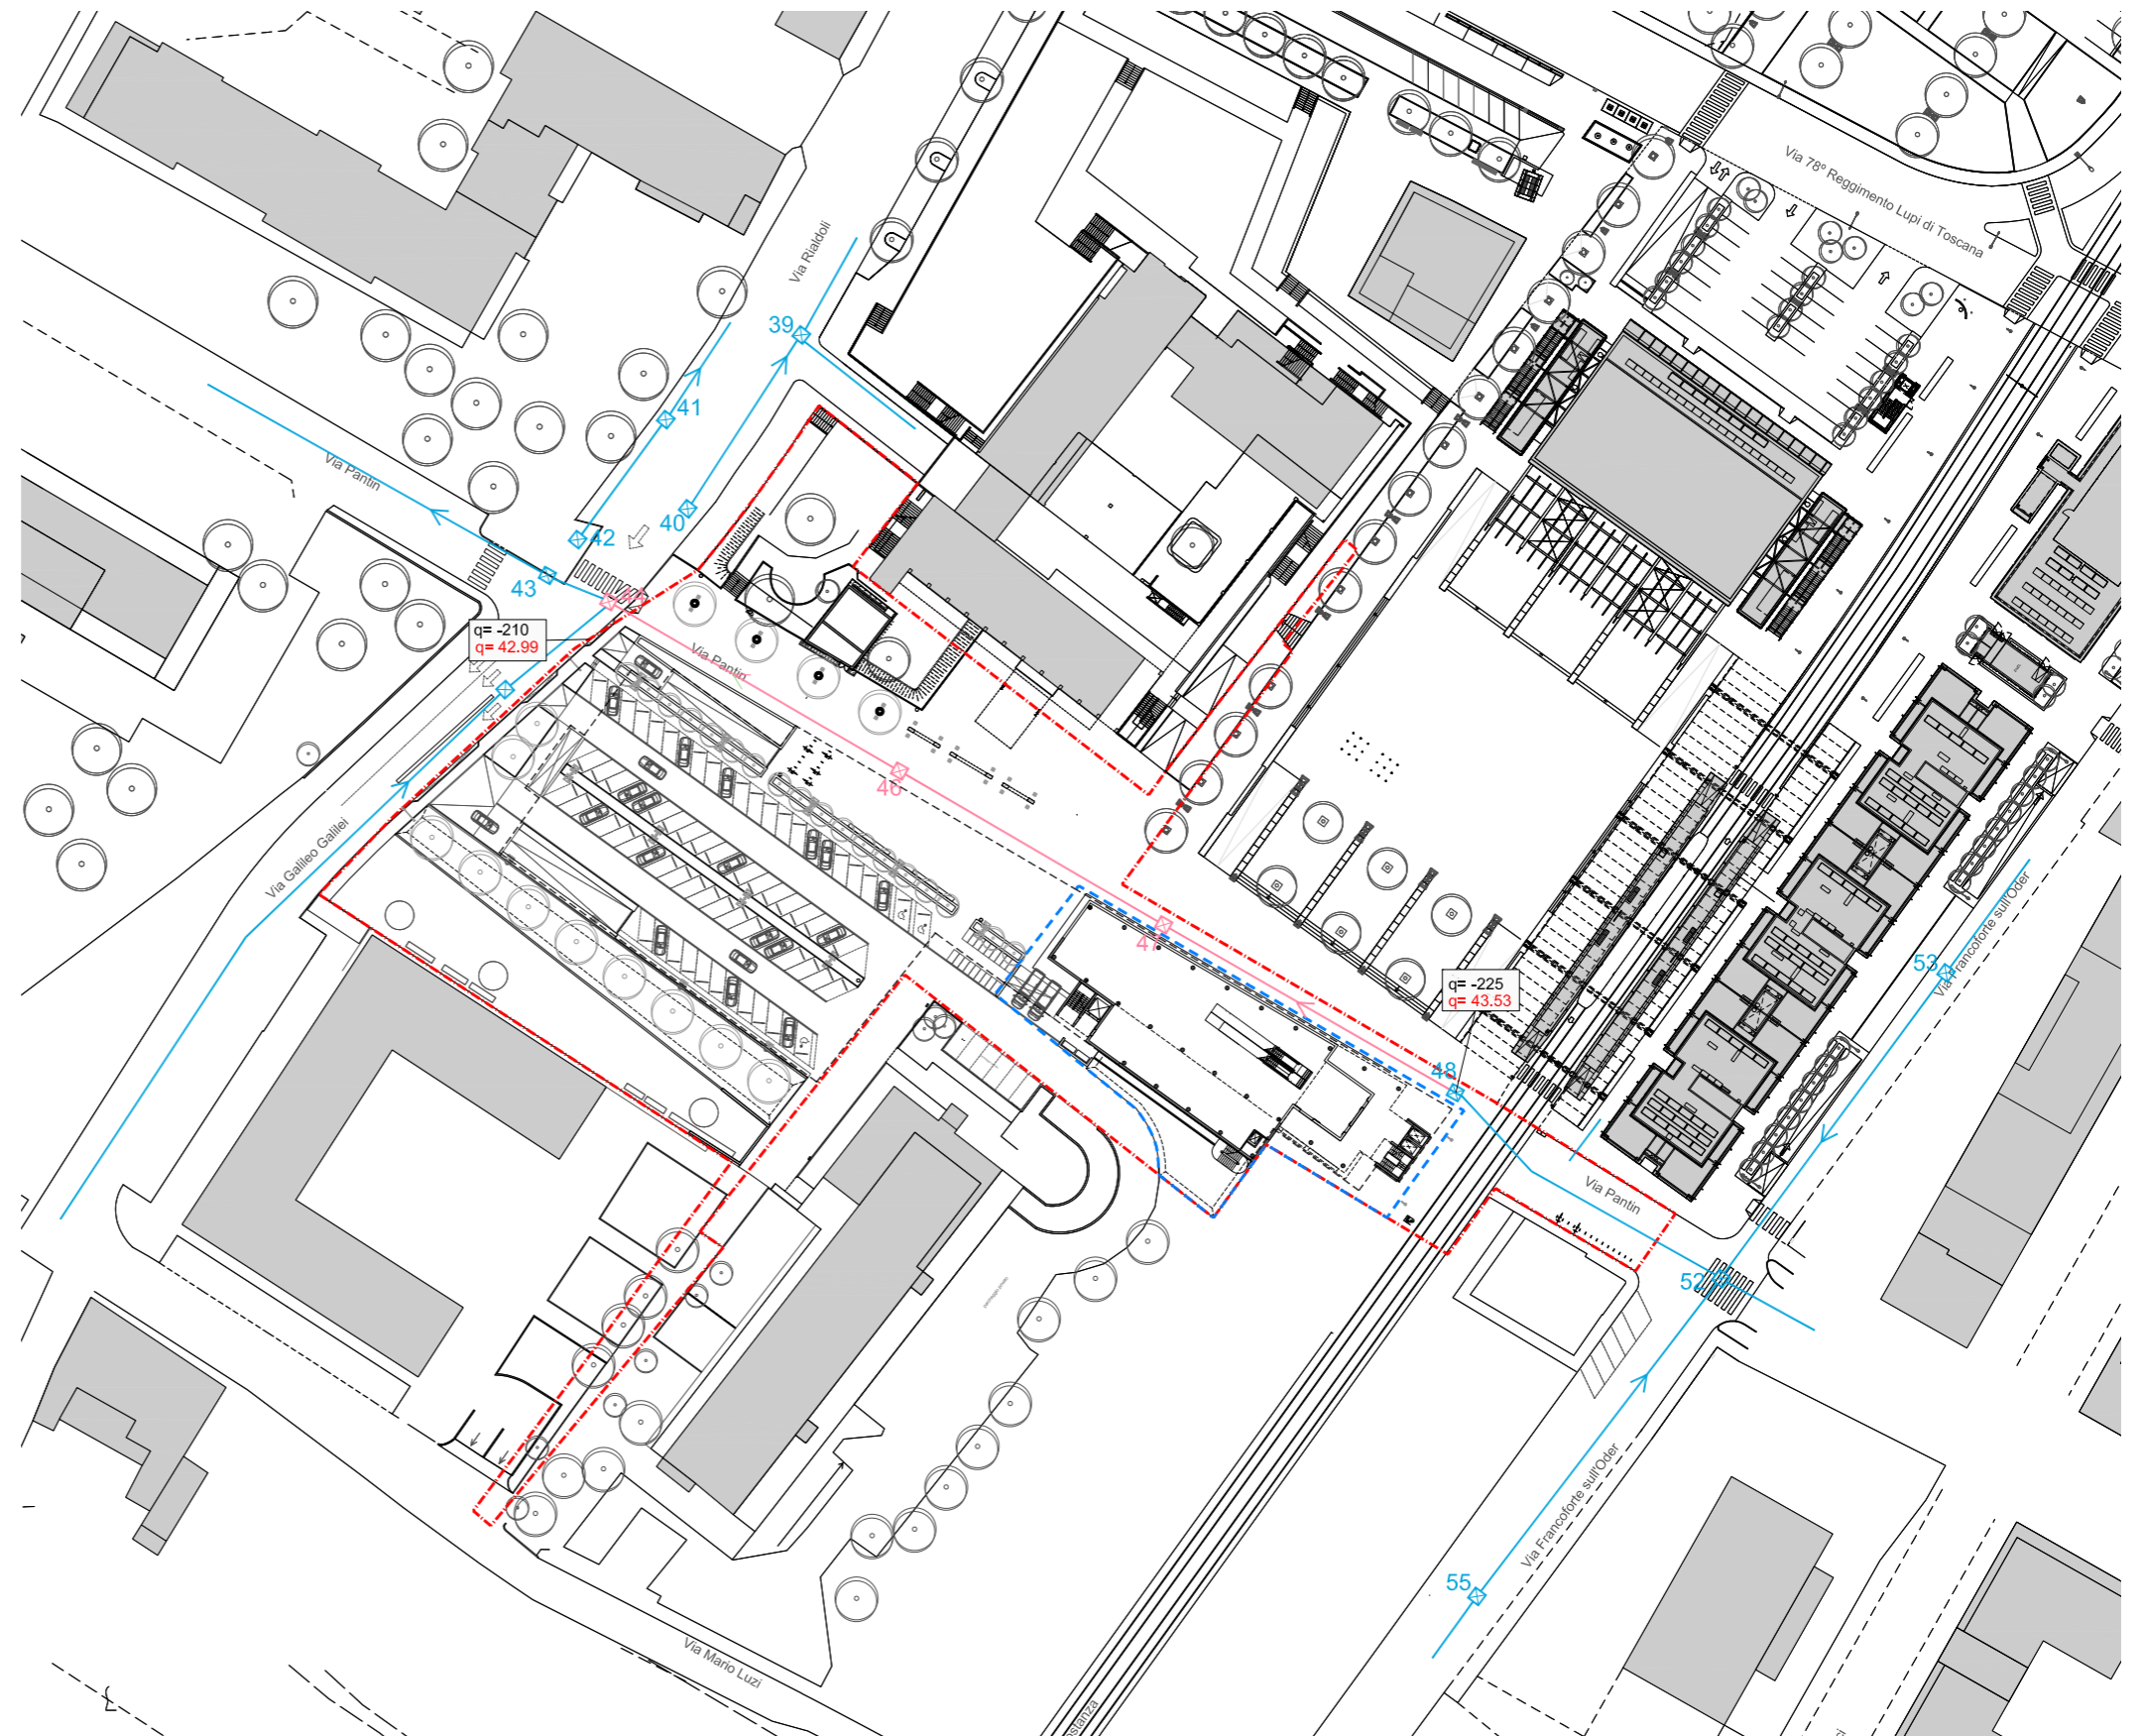 Via 78º Reggimento Lupi di Toscana
Via Rialdoli
39
41
40
Via Pantin
42
43
q= -210
q= 42.99
Via Pantin
46
Via Galileo Galilei
47
q= -225
q= 43.53
53
Via Francoforte sull'Oder
48
Via Pantin
52
Via Francoforte sull'Oder
55
Via Mario Luzi